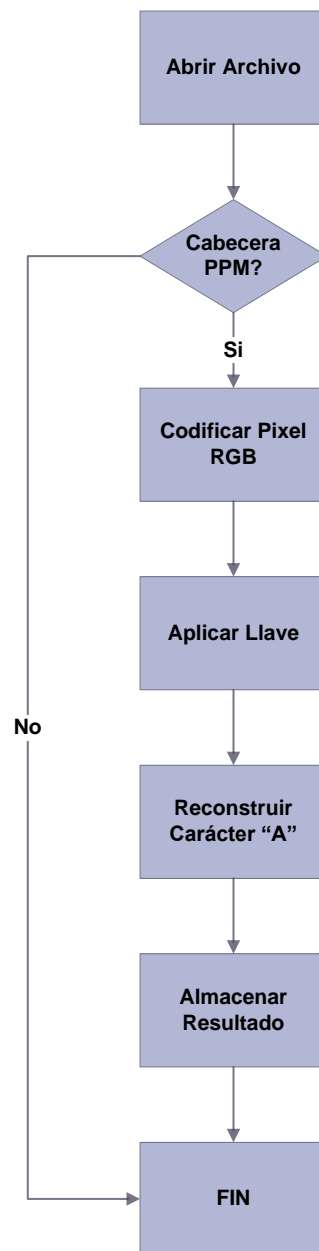 Abrir Archivo
Cabecera
PPM?
Si
Codificar Pixel
RGB
Aplicar Llave
No
Reconstruir
Carácter “A”
Almacenar
Resultado
FIN